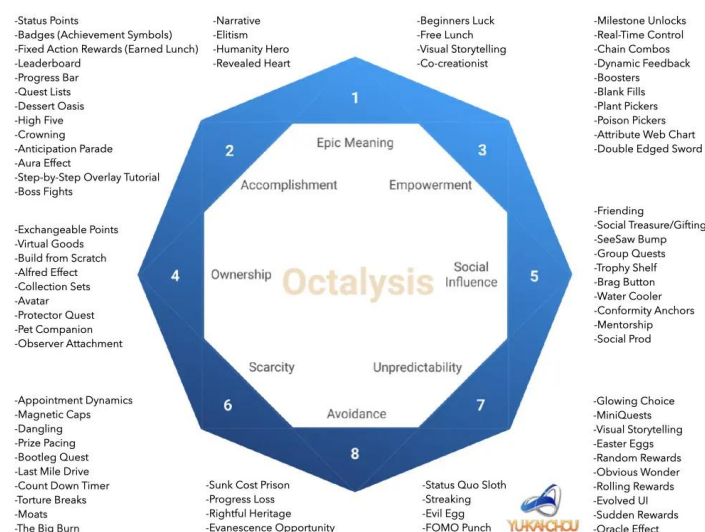 -Status Points
-Badges (Achievement Symbols)
-Fixed Action Rewards (Earned Lunch)
-Leaderboard
-Progress Bar
-Quest Lists
-Dessert Oasis
-High Five
-Crowning
-Anticipation Parade
-Aura Effect
-Step-by-Step Overlay Tutorial
-Boss Fights
-Narrative
-Elitism
-Humanity Hero
-Revealed Heart
-Beginners Luck
-Free Lunch
-Visual Storytelling
-Co-creationist
-Milestone Unlocks
-Real-Time Control
-Chain Combos
-Dynamic Feedback
-Boosters
-Blank Fills
-Plant Pickers
-Poison Pickers
-Attribute Web Chart
-Double Edged Sword
1
Epic Meaning
2
Accomplishment
3
Empowerment
-Exchangeable Points
-Virtual Goods
-Build from Scratch
-Alfred Effect
-Collection Sets
-Avatar
-Protector Quest
-Pet Companion
-Observer Attachment
4
Ownership
Octalysis
Social
Influence
5
-Friending
-Social Treasure/Gifting
-SeeSaw Bump
-Group Quests
-Trophy Shelf
-Brag Button
-Water Cooler
-Conformity Anchors
-Mentorship
-Social Prod
Scarcity
6
Unpredictability
7
Avoidance
8
-Appointment Dynamics
-Magnetic Caps
-Dangling
-Prize Pacing
-Bootleg Quest
-Last Mile Drive
-Count Down Timer
-Torture Breaks
-Moats
-The Big Burn
-Sunk Cost Prison
-Progress Loss
-Rightful Heritage
-Evanescence Opportunity
-Status Quo Sloth
-Streaking
-Evil Egg
-FOMO Punch
YUKAICHOU
-Glowing Choice
-MiniQuests
-Visual Storytelling
-Easter Eggs
-Random Rewards
-Obvious Wonder
-Rolling Rewards
-Evolved UI
-Sudden Rewards
-Oracle Effect